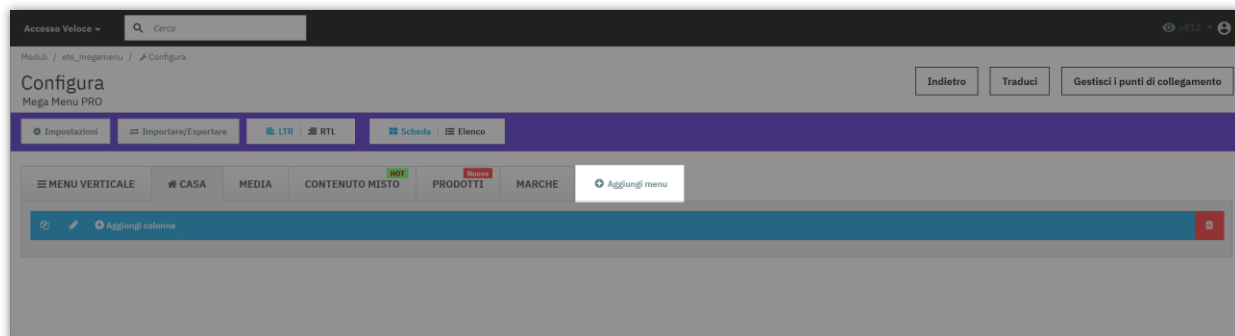 Accesso Veloce Cerca p812
Moduli / ets_megamenu / Configura
Configura
Mega Menu PRO
Indietro Traduci Gestisci i punti di collegamento
Impostazioni Importare/Esportare LTR RTL Scheda Elenco
HOT Nuovo
MENU VERTICALE CASA MEDIA CONTENUTO MISTO PRODOTTI MARCHE Aggiungi menu
Aggiungi colonna